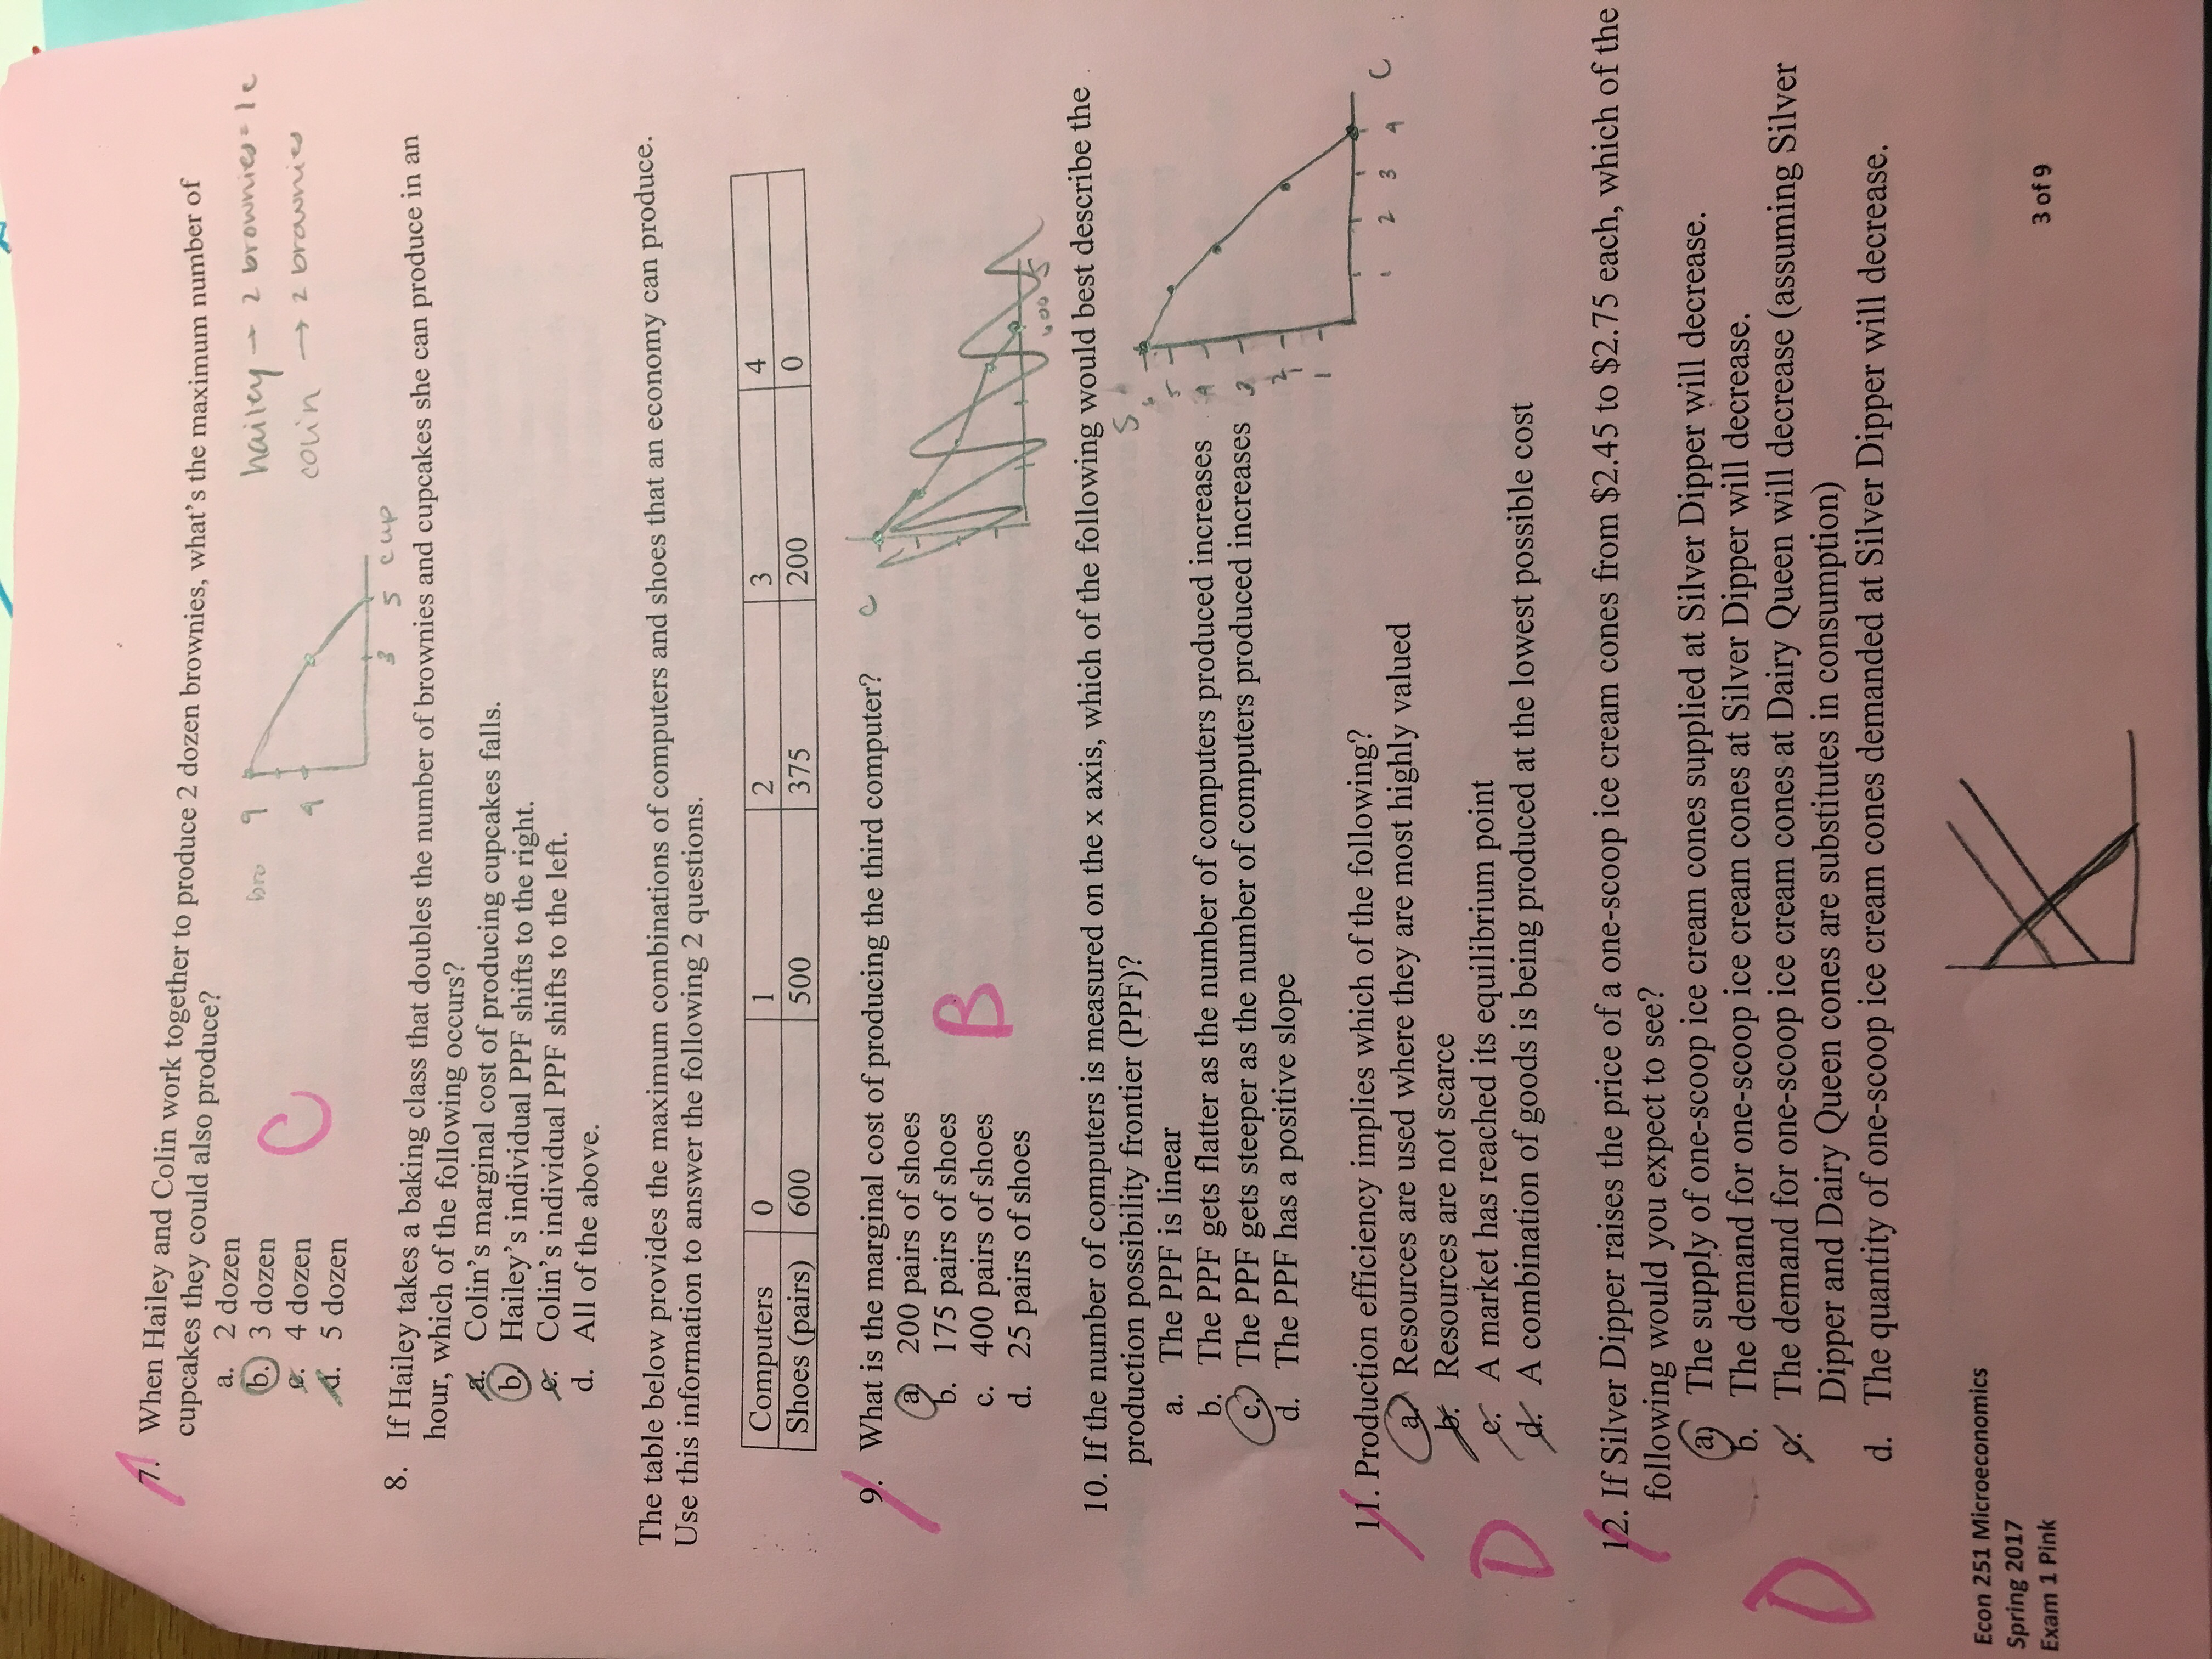 7. When Hailey and Colin work together to produce 2 dozen brownies, what's the maximum number of
cupcakes they could also produce?
a. 2 dozen
b. 3 dozen
c. 4 dozen
d. 5 dozen
C
bro 9
4
3 5 cup
hailey → 2 brownies = 1c
colin → 2 brownies
8. If Hailey takes a baking class that doubles the number of brownies and cupcakes she can produce in an
hour, which of the following occurs?
a. Colin's marginal cost of producing cupcakes falls.
b. Hailey's individual PPF shifts to the right.
c. Colin's individual PPF shifts to the left.
d. All of the above.
The table below provides the maximum combinations of computers and shoes that an economy can produce.
Use this information to answer the following 2 questions.
Computers 0 1 2 3 4
Shoes (pairs) 600 500 375 200 0
9. What is the marginal cost of producing the third computer?
a. 200 pairs of shoes
b. 175 pairs of shoes
c. 400 pairs of shoes
d. 25 pairs of shoes
B
C
600 S
10. If the number of computers is measured on the x axis, which of the following would best describe the
production possibility frontier (PPF)?
a. The PPF is linear
b. The PPF gets flatter as the number of computers produced increases
c. The PPF gets steeper as the number of computers produced increases
d. The PPF has a positive slope
S
6
5
4
3
2
1
1 2 3 4 C
11. Production efficiency implies which of the following?
a. Resources are used where they are most highly valued
b. Resources are not scarce
c. A market has reached its equilibrium point
d. A combination of goods is being produced at the lowest possible cost
D
12. If Silver Dipper raises the price of a one-scoop ice cream cones from $2.45 to $2.75 each, which of the
following would you expect to see?
a. The supply of one-scoop ice cream cones supplied at Silver Dipper will decrease.
b. The demand for one-scoop ice cream cones at Silver Dipper will decrease.
c. The demand for one-scoop ice cream cones at Dairy Queen will decrease (assuming Silver
Dipper and Dairy Queen cones are substitutes in consumption)
d. The quantity of one-scoop ice cream cones demanded at Silver Dipper will decrease.
D
Econ 251 Microeconomics
Spring 2017
Exam 1 Pink
3 of 9